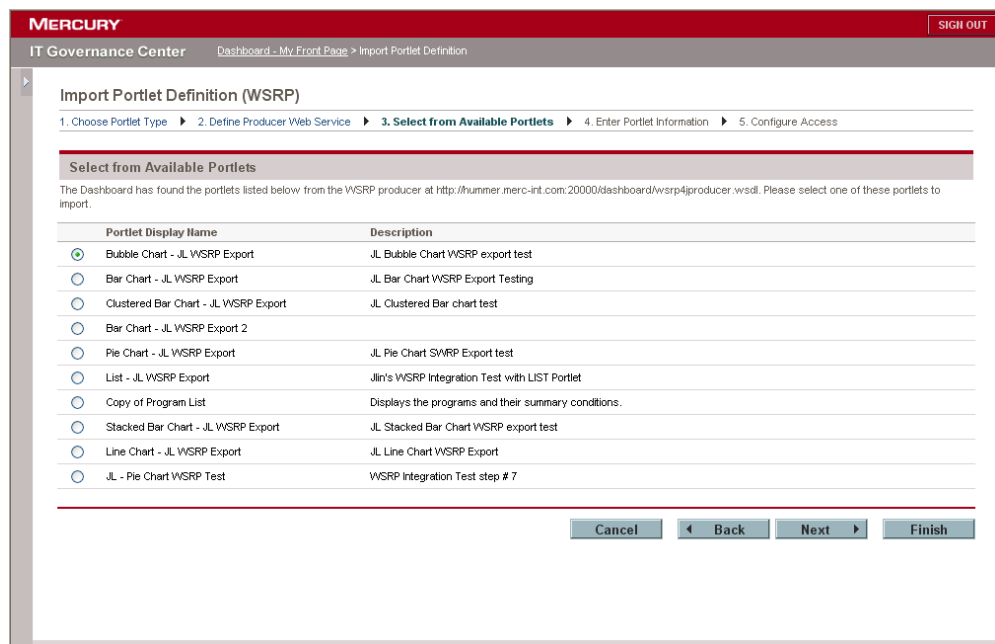 MERCURY
SIGN OUT
IT Governance Center Dashboard - My Front Page > Import Portlet Definition
Import Portlet Definition (WSRP)
1. Choose Portlet Type 2. Define Producer Web Service 3. Select from Available Portlets 4. Enter Portlet Information 5. Configure Access
Select from Available Portlets
The Dashboard has found the portlets listed below from the WSRP producer at http://hummer.merc-int.com:20000/dashboard/wsrp4jproducer.wsdl. Please select one of these portlets to
import.
Portlet Display Name Description
Bubble Chart - JL WSRP Export JL Bubble Chart WSRP export test
Bar Chart - JL WSRP Export JL Bar Chart WSRP Export Testing
Clustered Bar Chart - JL WSRP Export JL Clustered Bar chart test
Bar Chart - JL WSRP Export 2
Pie Chart - JL WSRP Export JL Pie Chart SWRP Export test
List - JL WSRP Export Jlin's WSRP Integration Test with LIST Portlet
Copy of Program List Displays the programs and their summary conditions.
Stacked Bar Chart - JL WSRP Export JL Stacked Bar Chart WSRP export test
Line Chart - JL WSRP Export JL Line Chart WSRP Export
JL - Pie Chart WSRP Test WSRP Integration Test step # 7
Cancel Back Next Finish